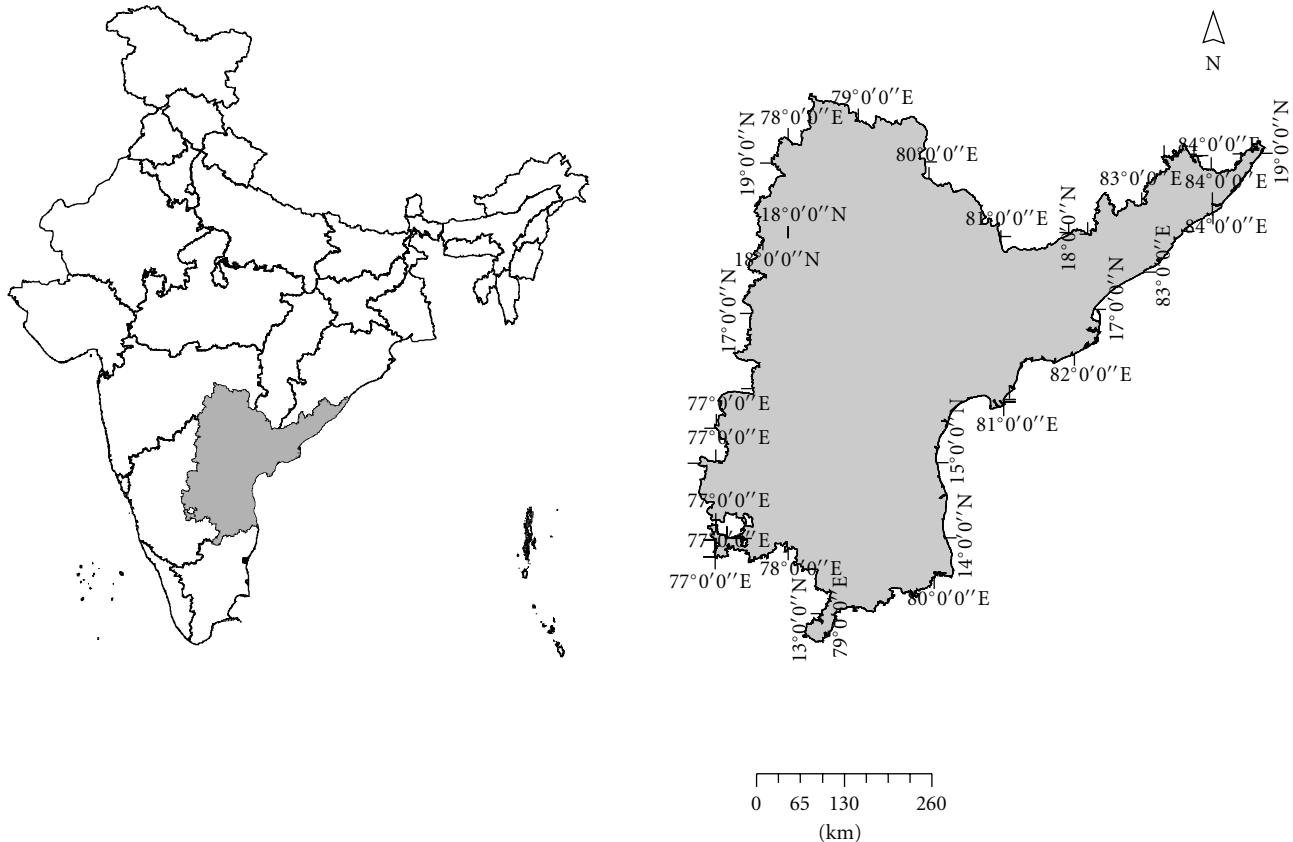 N
79°0′0′′E
78°0′0′′E
19°0′0′′N
80°0′0′′E
84°0′0′′E
19°0′0′′N
83°0′0′′E
84°0′0′′E
18°0′0′′N
81°0′0′′E
18°0′0′′N
84°0′0′′E
18°0′0′′N
83°0′0′′E
17°0′0′′N
17°0′0′′N
82°0′0′′E
77°0′0′′E
81°0′0′′E
77°0′0′′E
15°0′0′′N
77°0′0′′E
14°0′0′′N
77°0′0′′E
78°0′0′′E
77°0′0′′E
80°0′0′′E
13°0′0′′N
79°0′0′′E
0 65 130 260
(km)